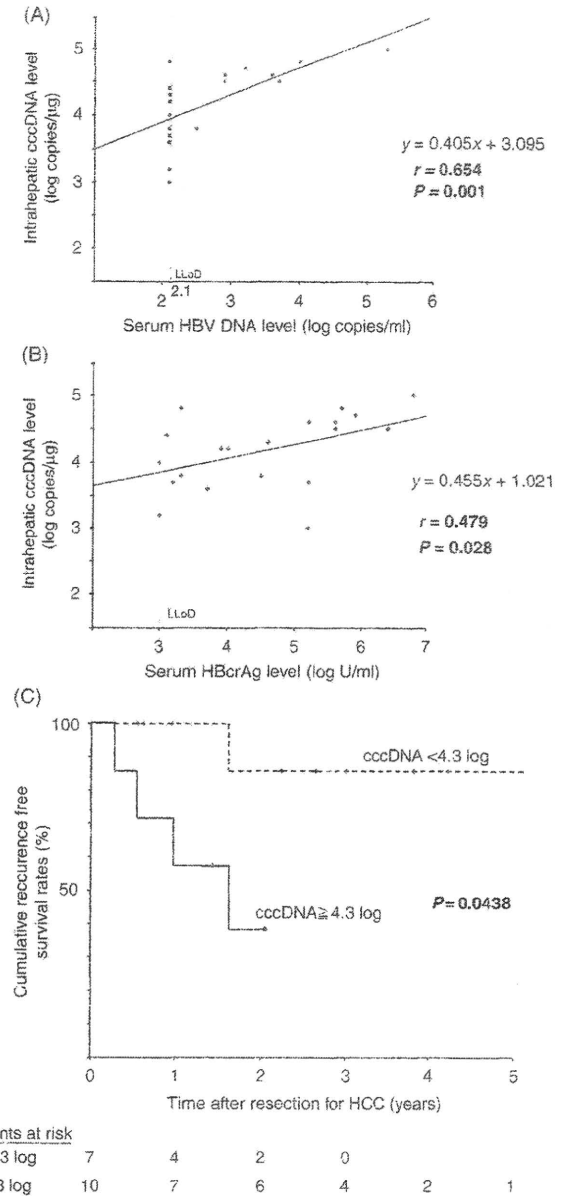 (A)
Intrahepatic cccDNA level
(log copies/µg)
5
4
3
2
y = 0.405x + 3.095
r = 0.654
P = 0.001
LLoD
2 2.1 3 4 5 6
Serum HBV DNA level (log copies/ml)
(B)
Intrahepatic cccDNA level
(log copies/µg)
5
4
3
2
y = 0.455x + 1.021
r = 0.479
P = 0.028
LLoD
3 4 5 6 7
Serum HBcrAg level (log U/ml)
(C)
Cumulative reccurence free
survival rates (%)
100
50
0
cccDNA <4.3 log
cccDNA≧4.3 log
P = 0.0438
0 1 2 3 4 5
Time after resection for HCC (years)
nts at risk
3 log 7 4 2 0
3 log 10 7 6 4 2 1